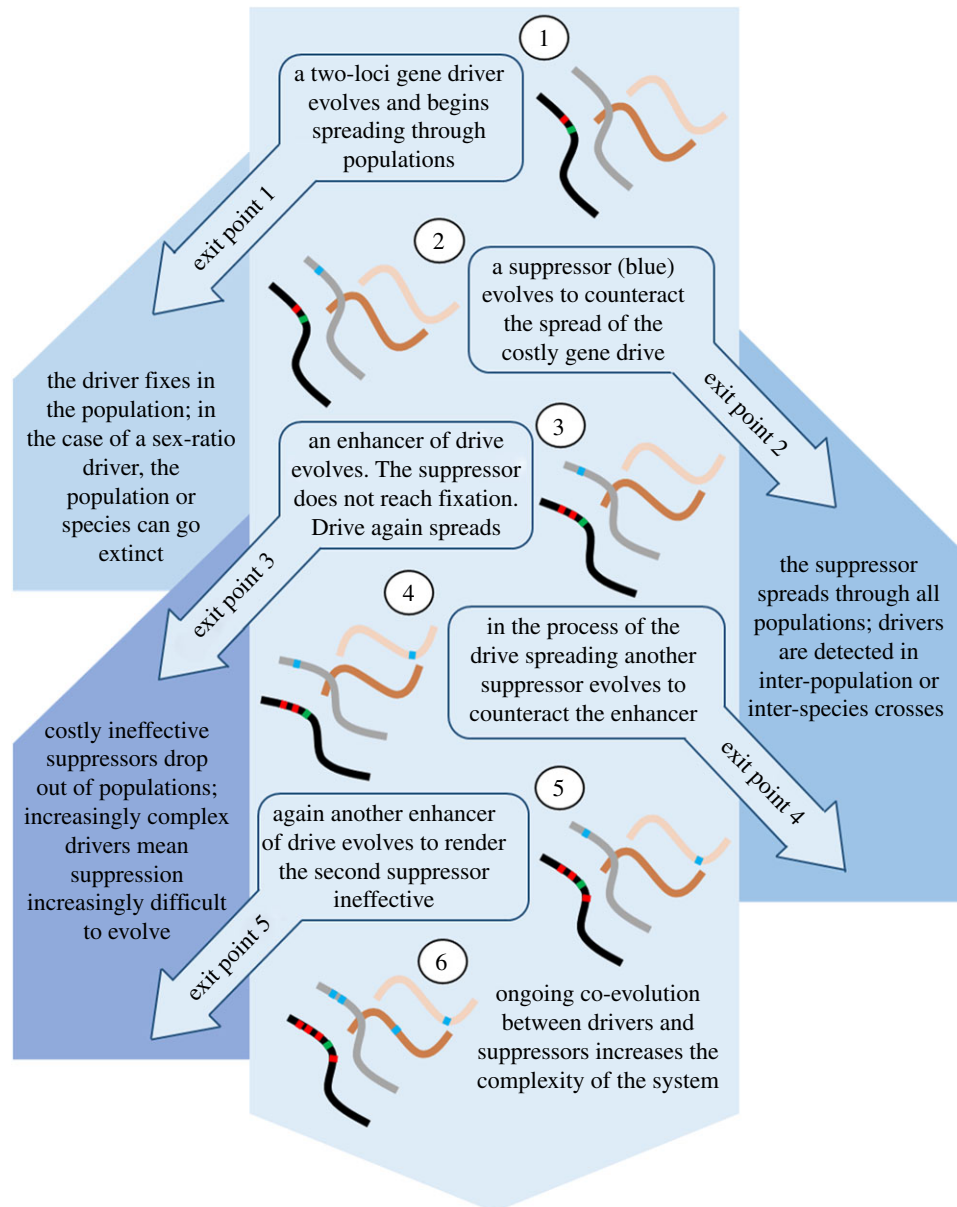 1
a two-loci gene driver
evolves and begins
spreading through
populations
exit point 1
2
a suppressor (blue)
evolves to counteract
the spread of the
costly gene drive
exit point 2
the driver fixes in
the population; in
the case of a sex-ratio
driver, the
population or
species can go
extinct
3
an enhancer of drive
evolves. The suppressor
does not reach fixation.
Drive again spreads
exit point 3
the suppressor
spreads through all
populations; drivers
are detected in
inter-population or
inter-species crosses
4
in the process of the
drive spreading another
suppressor evolves to
counteract the enhancer
exit point 4
costly ineffective
suppressors drop
out of populations;
increasingly complex
drivers mean
suppression
increasingly difficult
to evolve
5
again another enhancer
of drive evolves to render
the second suppressor
ineffective
exit point 5
6
ongoing co-evolution
between drivers and
suppressors increases the
complexity of the system